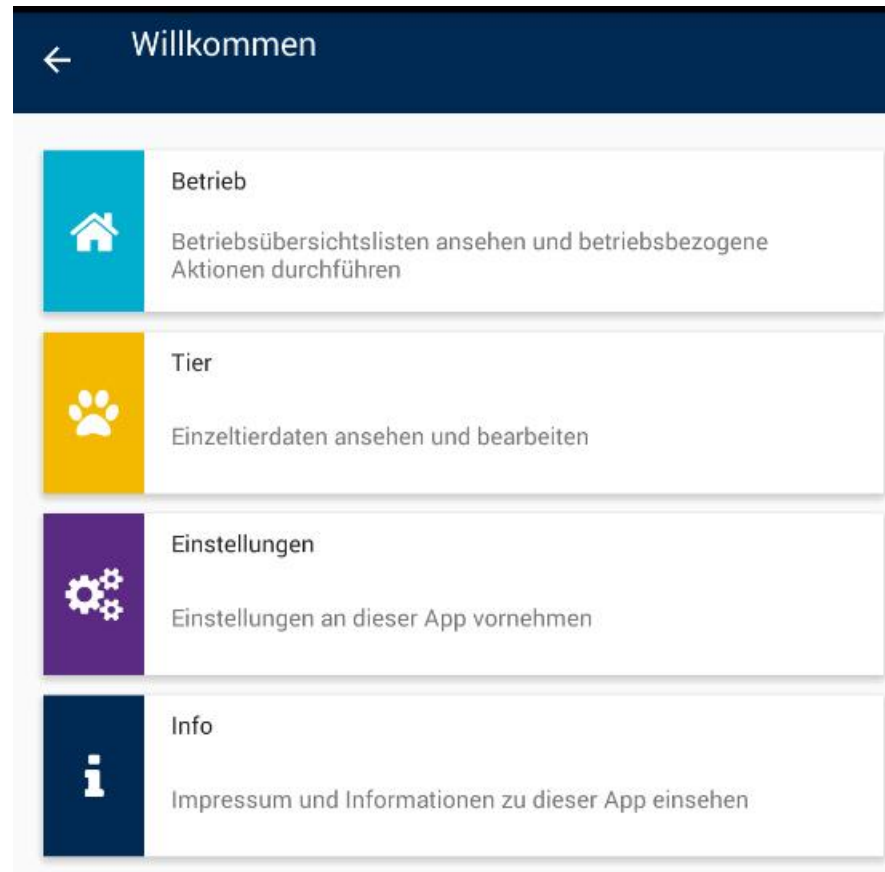 Willkommen
Betrieb
Betriebsübersichtslisten ansehen und betriebsbezogene
Aktionen durchführen
Tier
Einzeltierdaten ansehen und bearbeiten
Einstellungen
Einstellungen an dieser App vornehmen
Info
Impressum und Informationen zu dieser App einsehen